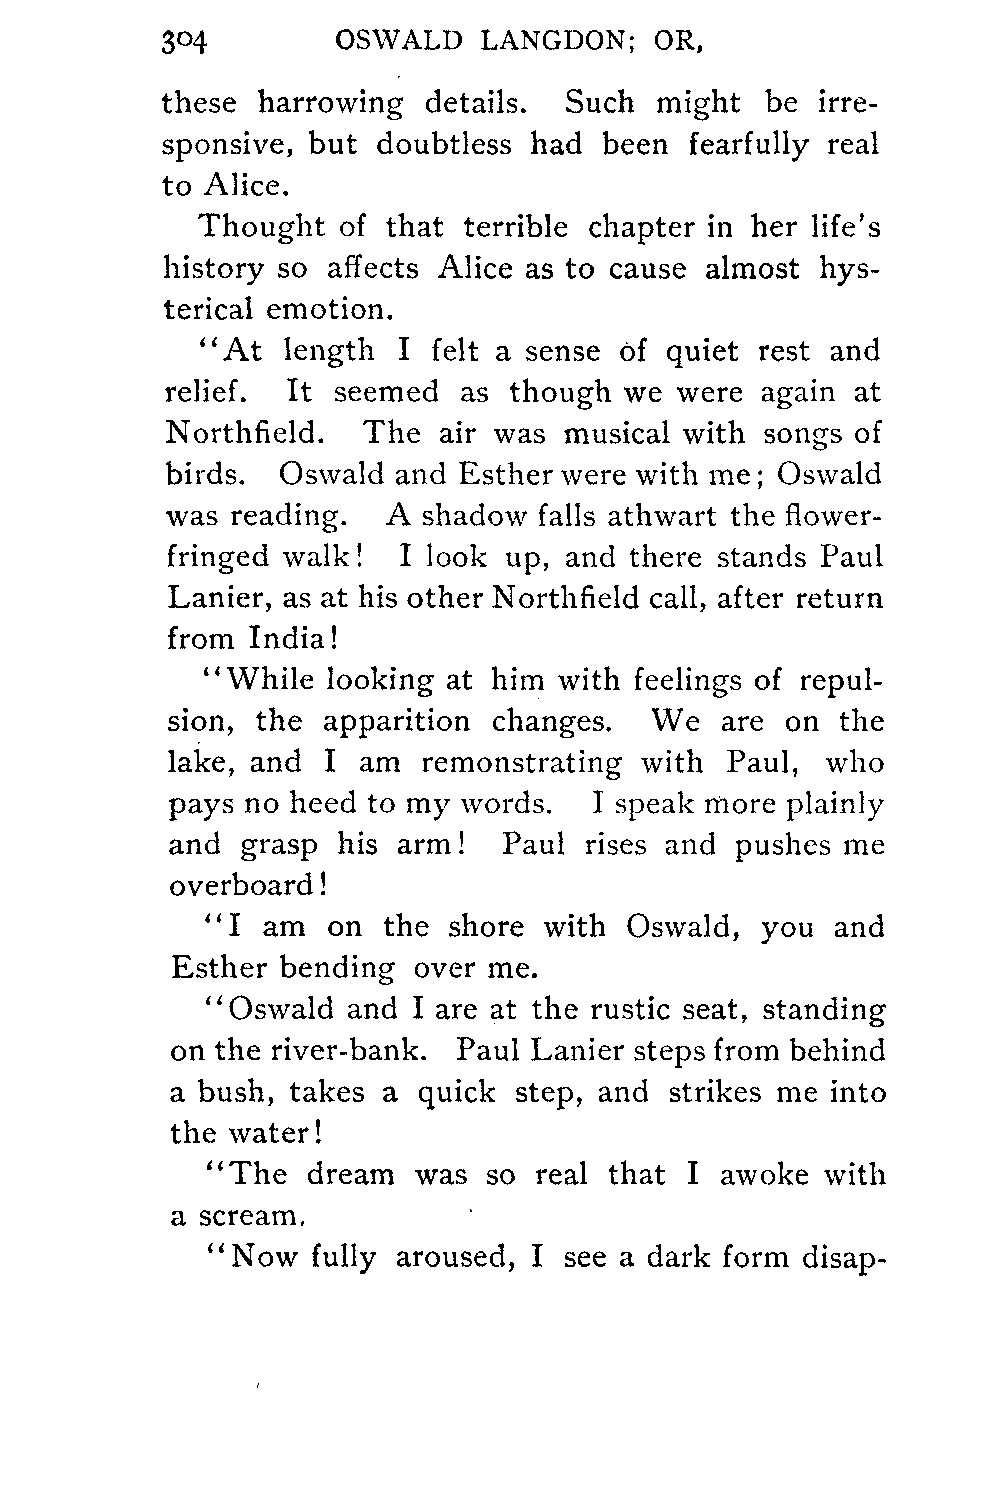 304 OSWALD LANGDON; OR,
these harrowing details. Such might be irre-
sponsive, but doubtless had been fearfully real
to Alice.
Thought of that terrible chapter in her life's
history so affects Alice as to cause almost hys-
terical emotion.
"At length I felt a sense of quiet rest and
relief. It seemed as though we were again at
Northfield. The air was musical with songs of
birds. Oswald and Esther were with me; Oswald
was reading. A shadow falls athwart the flower-
fringed walk! I look up, and there stands Paul
Lanier, as at his other Northfield call, after return
from India!
"While looking at him with feelings of repul-
sion, the apparition changes. We are on the
lake, and I am remonstrating with Paul, who
pays no heed to my words. I speak more plainly
and grasp his arm! Paul rises and pushes me
overboard!
"I am on the shore with Oswald, you and
Esther bending over me.
"Oswald and I are at the rustic seat, standing
on the river-bank. Paul Lanier steps from behind
a bush, takes a quick step, and strikes me into
the water!
"The dream was so real that I awoke with
a scream.
"Now fully aroused, I see a dark form disap-